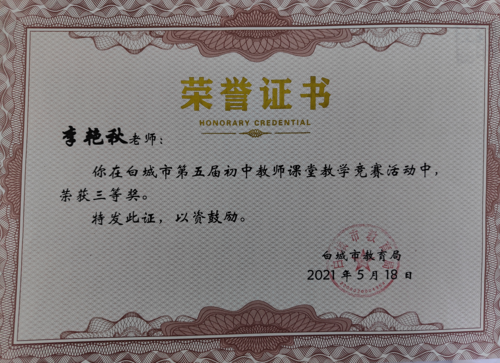 荣誉证书
HONORARY CREDENTIAL
李艳秋老师：
你在白城市第五届初中教师课堂教学竞赛活动中，
荣获三等奖。
特发此证，以资鼓励。
白城市教育局
2021年5月18日